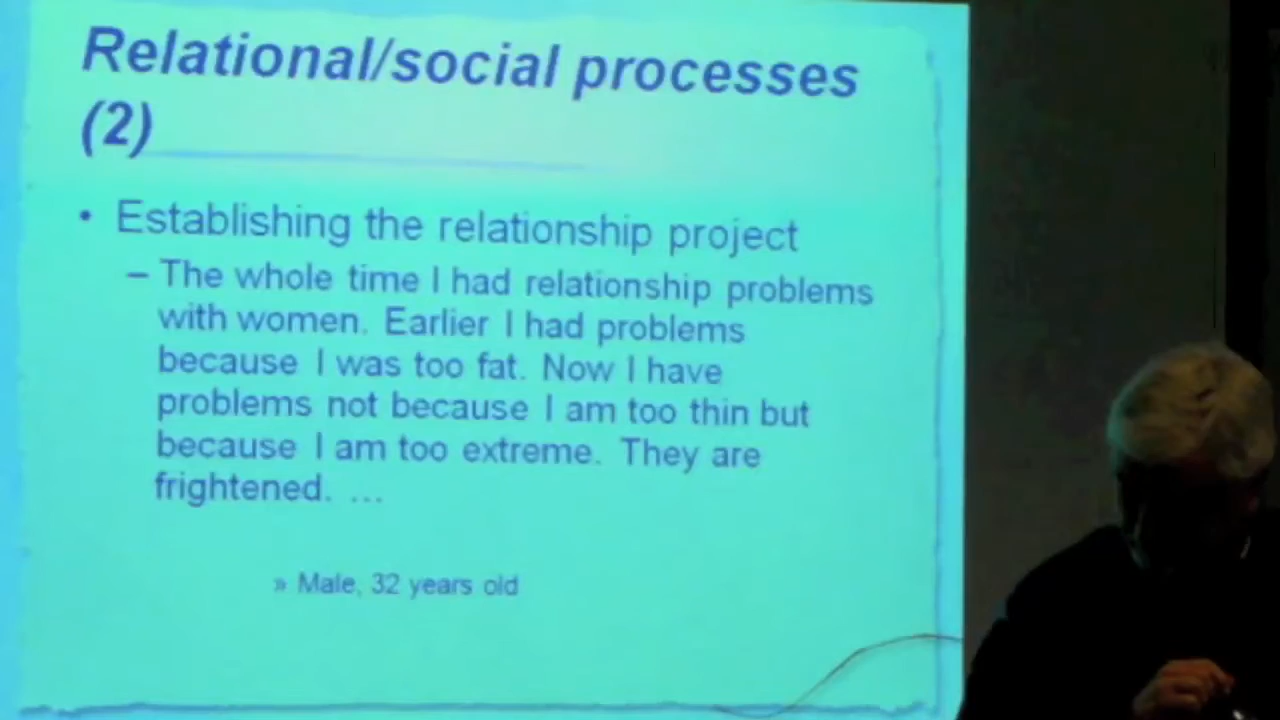 Relational/social processes
(2)
• Establishing the relationship project
– The whole time I had relationship problems
with women. Earlier I had problems
because I was too fat. Now I have
problems not because I am too thin but
because I am too extreme. They are
frightened. ...
» Male, 32 years old